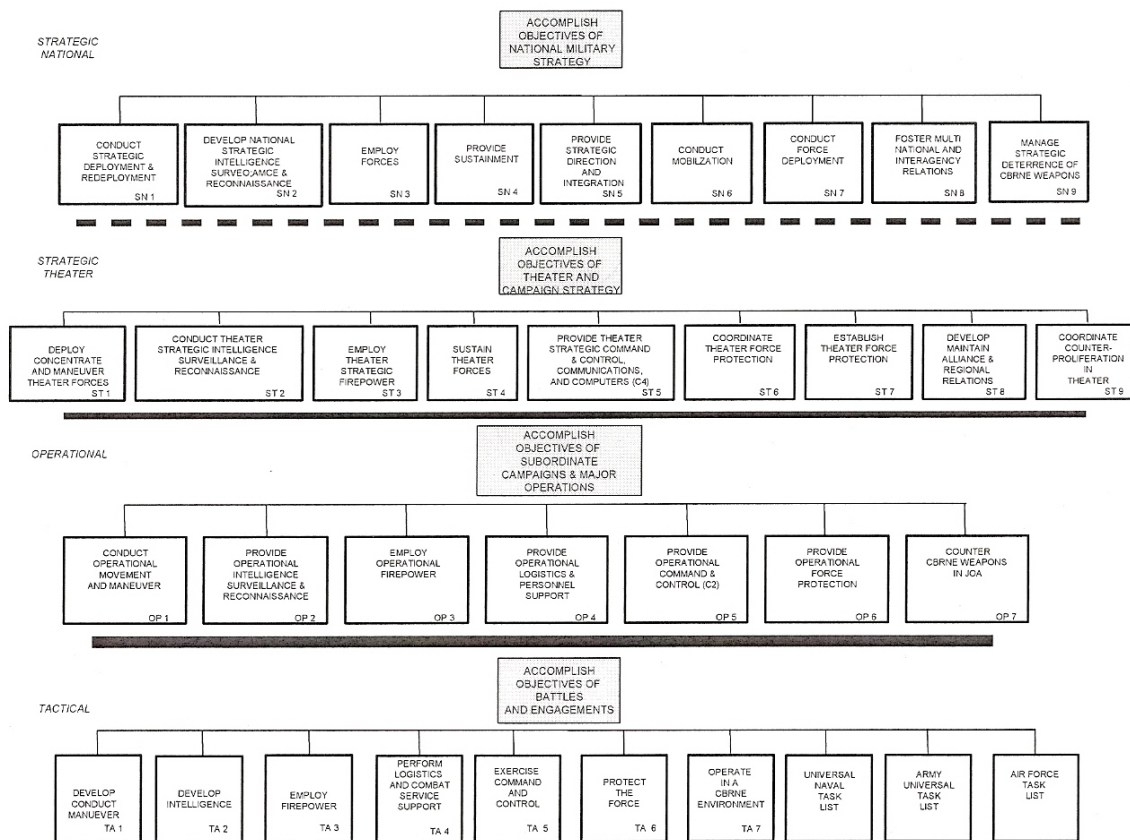 STRATEGIC
NATIONAL
ACCOMPLISH
OBJECTIVES OF
NATIONAL MILITARY
STRATEGY
CONDUCT
STRATEGIC
DEPLOYMENT &
REDEPLOYMENT
SN 1
DEVELOP NATIONAL
STRATEGIC
INTELLIGENCE
SURVEO;AMCE &
RECONNAISSANCE
SN 2
EMPLOY
FORCES
SN 3
PROVIDE
SUSTAINMENT
SN 4
PROVIDE
STRATEGIC
DIRECTION
AND
INTEGRATION
SN 5
CONDUCT
MOBILZATION
SN 6
CONDUCT
FORCE
DEPLOYMENT
SN 7
FOSTER MULTI
NATIONAL AND
INTERAGENCY
RELATIONS
SN 8
MANAGE
STRATEGIC
DETERRENCE OF
CBRNE WEAPONS
SN 9
STRATEGIC
THEATER
ACCOMPLISH
OBJECTIVES OF
THEATER AND
CAMPAIGN STRATEGY
DEPLOY
CONCENTRATE
AND MANEUVER
THEATER FORCES
ST 1
CONDUCT THEATER
STRATEGIC INTELLIGENCE
SURVEILLANCE &
RECONNAISSANCE
ST 2
EMPLOY
THEATER
STRATEGIC
FIREPOWER
ST 3
SUSTAIN
THEATER
FORCES
ST 4
PROVIDE THEATER
STRATEGIC COMMAND
& CONTROL,
COMMUNICATIONS,
AND COMPUTERS (C4)
ST 5
COORDINATE
THEATER FORCE
PROTECTION
ST 6
ESTABLISH
THEATER FORCE
PROTECTION
ST 7
DEVELOP
MAINTAIN
ALLIANCE &
REGIONAL
RELATIONS
ST 8
COORDINATE
COUNTER-
PROLIFERATION
IN
THEATER
ST 9
OPERATIONAL
ACCOMPLISH
OBJECTIVES OF
SUBORDINATE
CAMPAIGNS & MAJOR
OPERATIONS
CONDUCT
OPERATIONAL
MOVEMENT
AND MANEUVER
OP 1
PROVIDE
OPERATIONAL
INTELLIGENCE
SURVEILLANCE &
RECONNAISSANCE
OP 2
EMPLOY
OPERATIONAL
FIREPOWER
OP 3
PROVIDE
OPERATIONAL
LOGISTICS &
PERSONNEL
SUPPORT
OP 4
PROVIDE
OPERATIONAL
COMMAND &
CONTROL (C2)
OP 5
PROVIDE
OPERATIONAL
FORCE
PROTECTION
OP 6
COUNTER
CBRNE WEAPONS
IN JOA
OP 7
TACTICAL
ACCOMPLISH
OBJECTIVES OF
BATTLES
AND ENGAGEMENTS
DEVELOP
CONDUCT
MANUEVER
TA 1
DEVELOP
INTELLIGENCE
TA 2
EMPLOY
FIREPOWER
TA 3
PERFORM
LOGISTICS
AND COMBAT
SERVICE
SUPPORT
TA 4
EXERCISE
COMMAND
AND
CONTROL
TA 5
PROTECT
THE
FORCE
TA 6
OPERATE
IN A
CBRNE
ENVIRONMENT
TA 7
UNIVERSAL
NAVAL
TASK
LIST
ARMY
UNIVERSAL
TASK
LIST
AIR FORCE
TASK
LIST